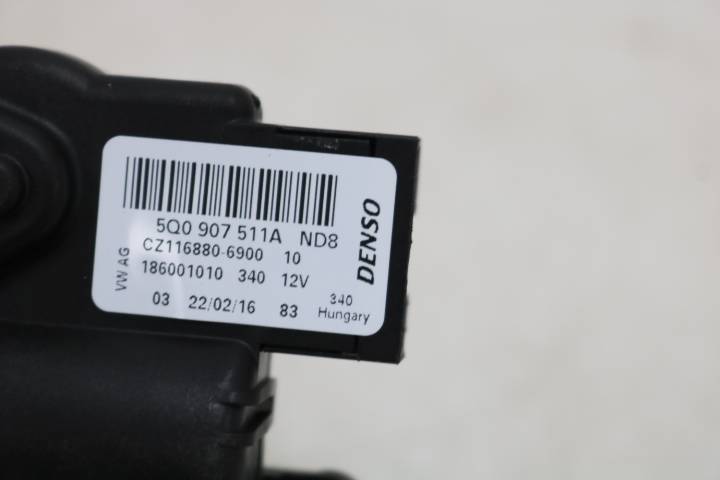 5Q0 907 511A ND8
CZ116880-6900 10
186001010 340 12V
03 22/02/16 83
340
Hungary
VW AG
DENSO